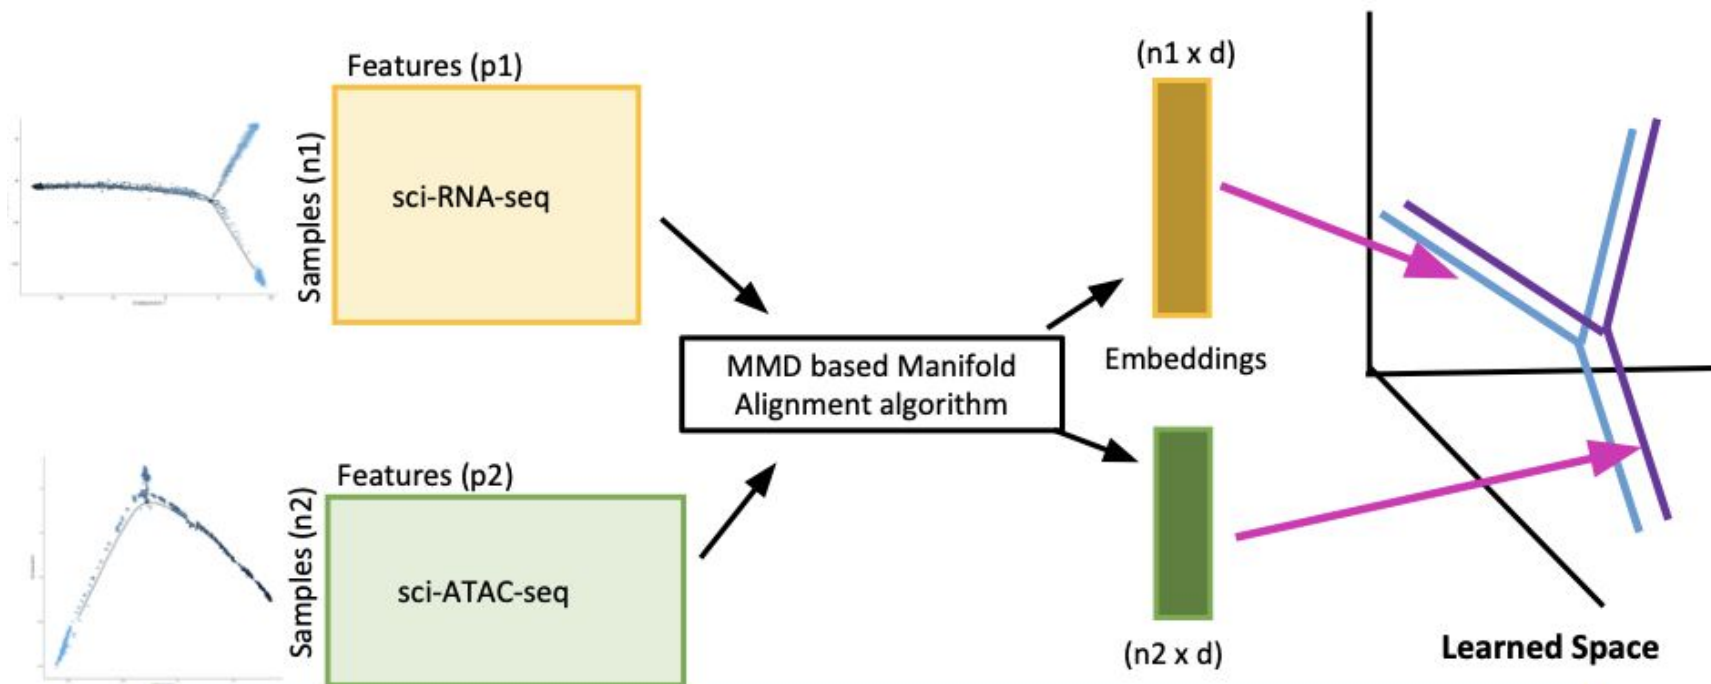 Features (p1)
Samples (n1)
sci-RNA-seq
(n1 x d)
MMD based Manifold
Alignment algorithm
Embeddings
Features (p2)
Samples (n2)
sci-ATAC-seq
(n2 x d)
Learned Space